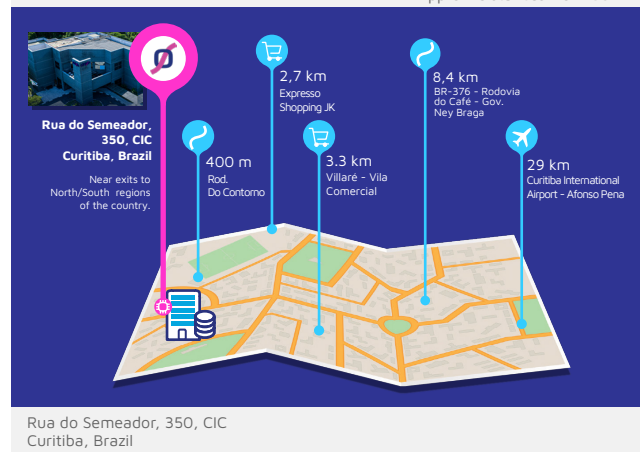 Rua do Semeador,
350, CIC
Curitiba, Brazil
Near exits to
North/South regions
of the country.
400 m
Rod.
Do Contorno
2,7 km
Expresso
Shopping JK
3.3 km
Villaré - Vila
Comercial
8,4 km
BR-376 - Rodovia
do Café - Gov.
Ney Braga
29 km
Curitiba International
Airport - Afonso Pena
Rua do Semeador, 350, CIC
Curitiba, Brazil